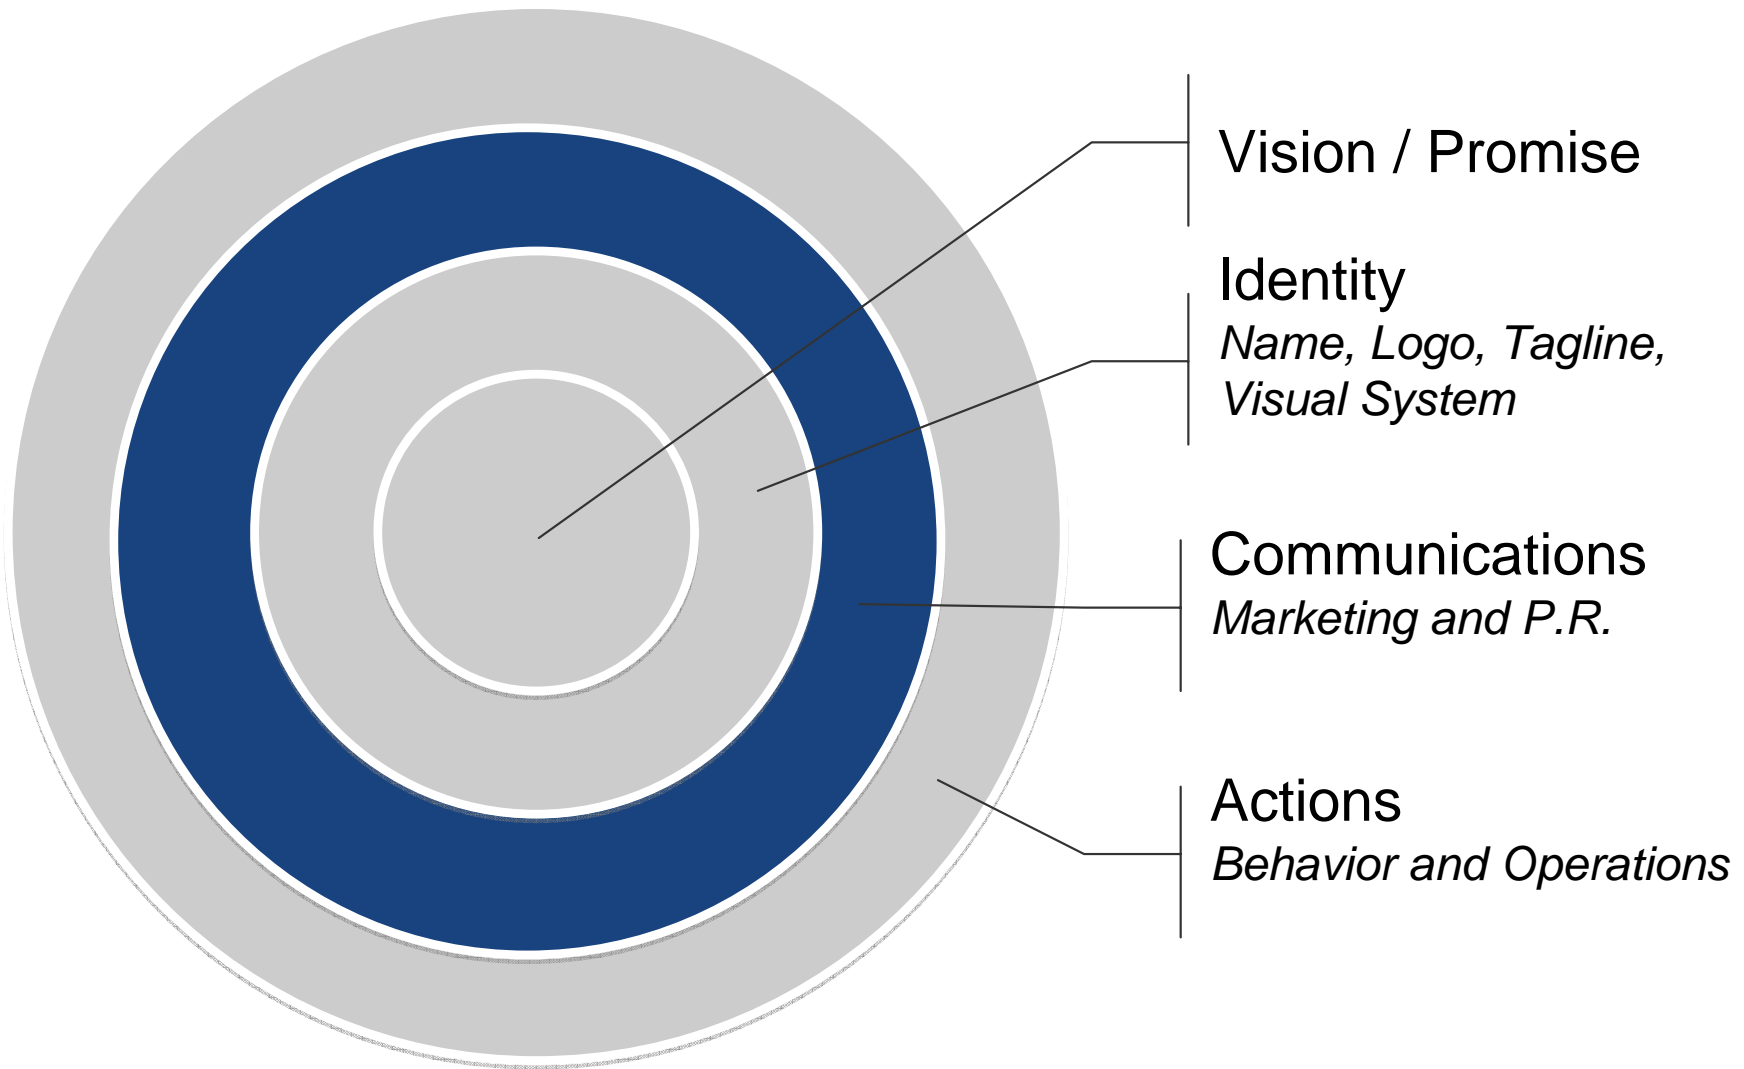 Vision / Promise
Identity
Name, Logo, Tagline,
Visual System
Communications
Marketing and P.R.
Actions
Behavior and Operations